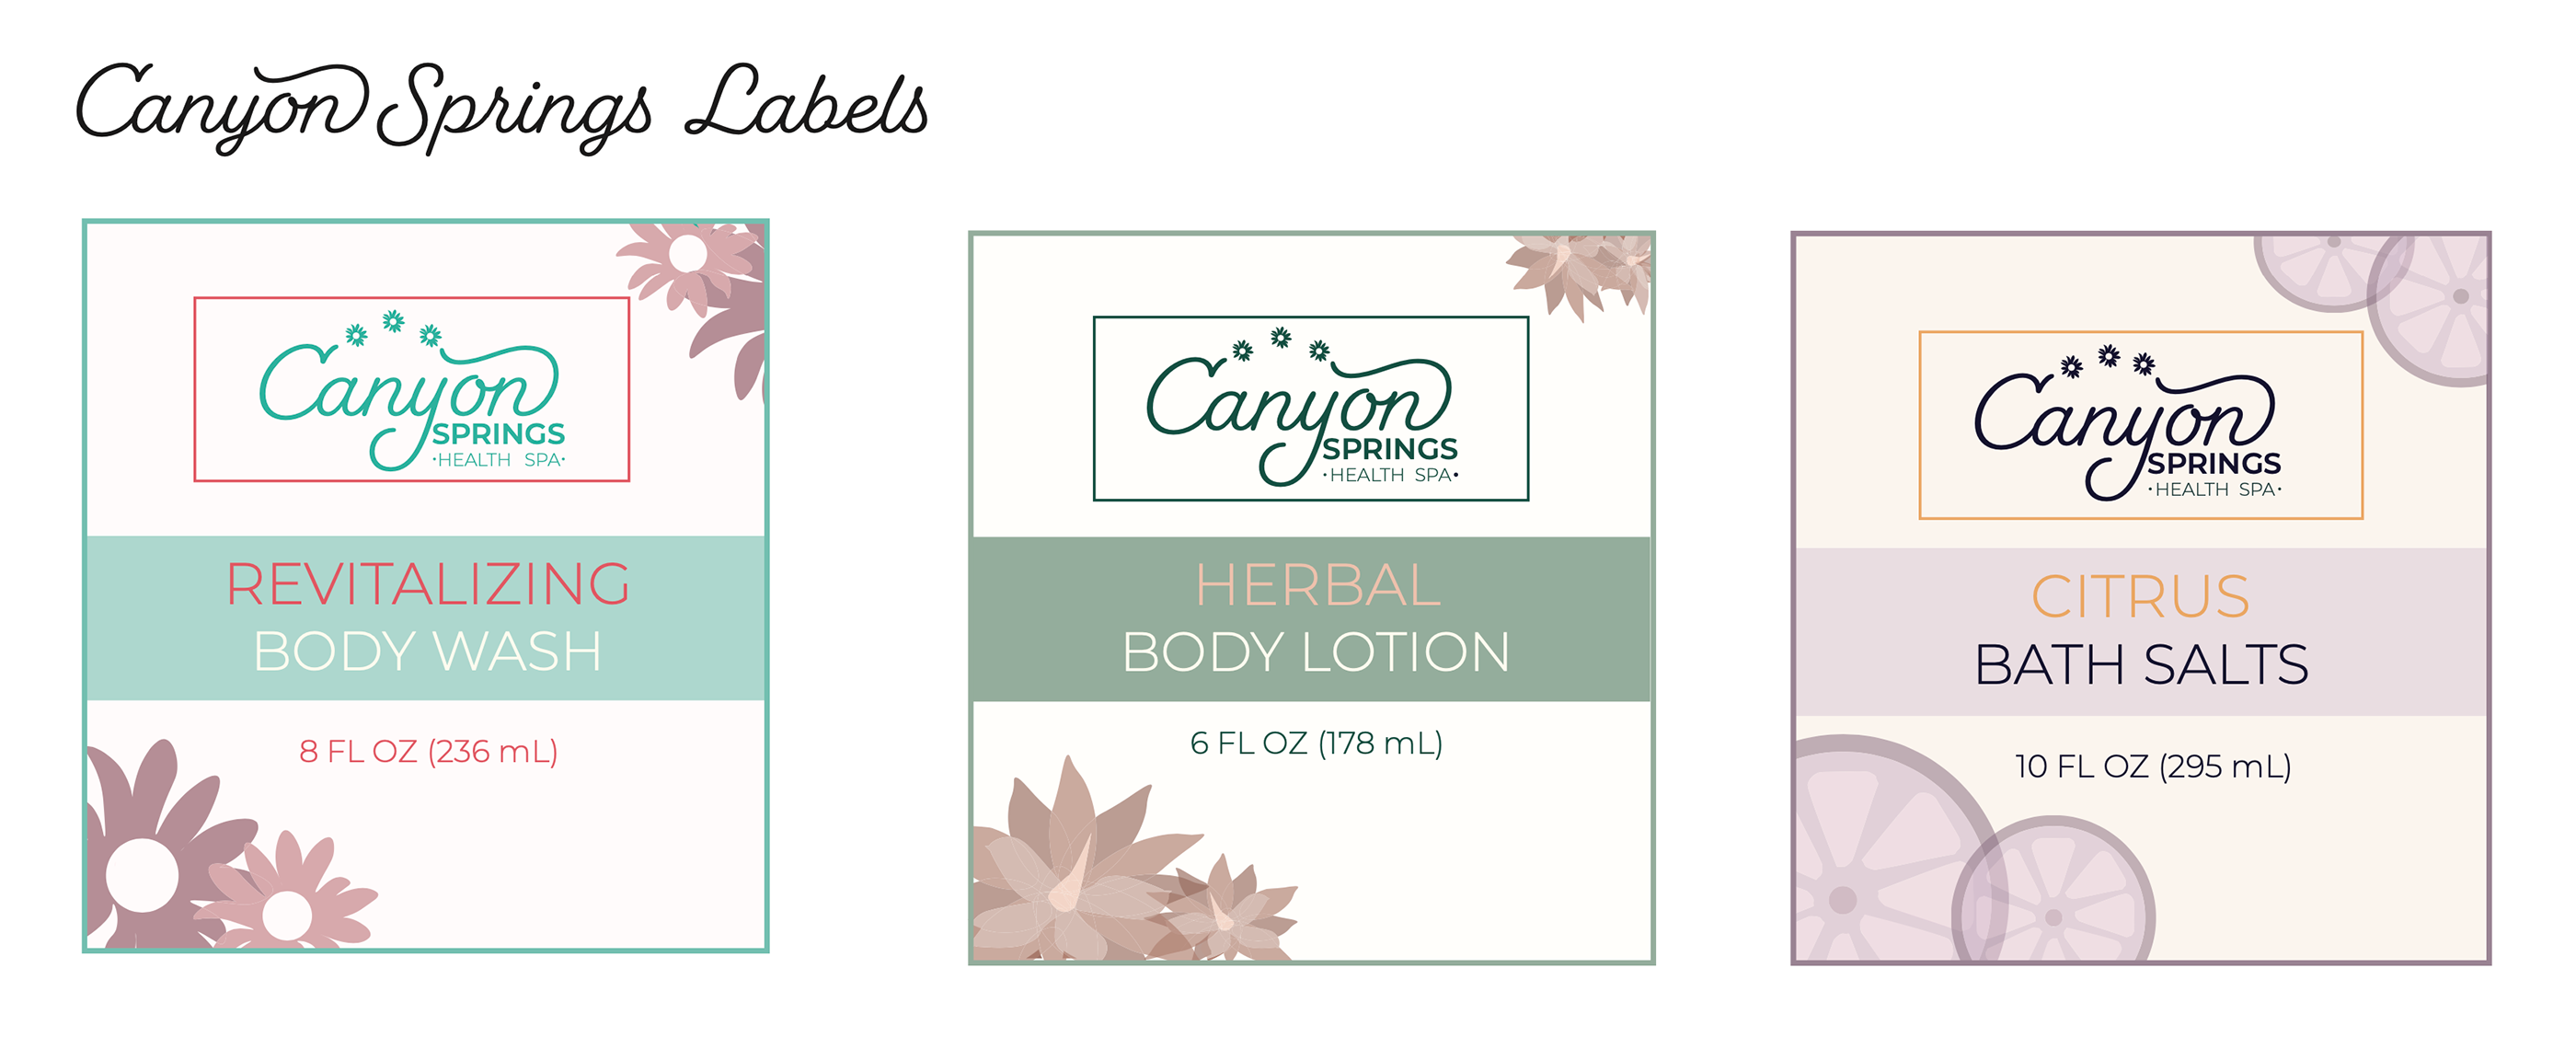 Canyon Springs Labels
Canyon
SPRINGS
•HEALTH SPA•
REVITALIZING
BODY WASH
8 FL OZ (236 mL)
Canyon
SPRINGS
•HEALTH SPA•
HERBAL
BODY LOTION
6 FL OZ (178 mL)
Canyon
SPRINGS
•HEALTH SPA•
CITRUS
BATH SALTS
10 FL OZ (295 mL)